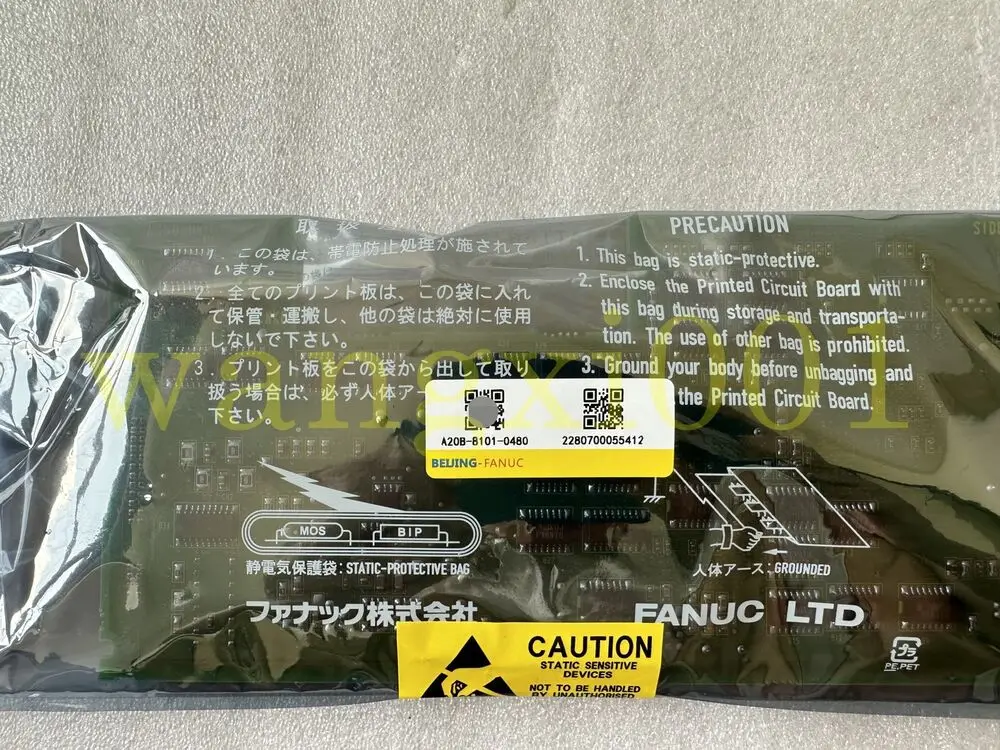 取扱
1. この袋は、帯電防止処理が施されて
います。
2. 全てのプリント板は、この袋に入れ
て保管・運搬し、他の袋は絶対に使用
しないで下さい。
3. プリント板をこの袋から出して取り
扱う場合は、必ず人体アー
下さい。
PRECAUTION
1. This bag is static-protective.
2. Enclose the Printed Circuit Board with
this bag during storage and transporta-
tion. The use of other bag is prohibited.
3. Ground your body before unbagging and
the Printed Circuit Board.
wangx1001
A20B-8101-0480
2280700055412
BEIJING-FANUC
MOS
BIP
静電気保護袋: STATIC-PROTECTIVE BAG
人体アース: GROUNDED
ファナック株式会社
FANUC LTD
CAUTION
STATIC SENSITIVE
DEVICES
NOT TO BE HANDLED
BY UNAUTHORISED
プラ
PE,PET